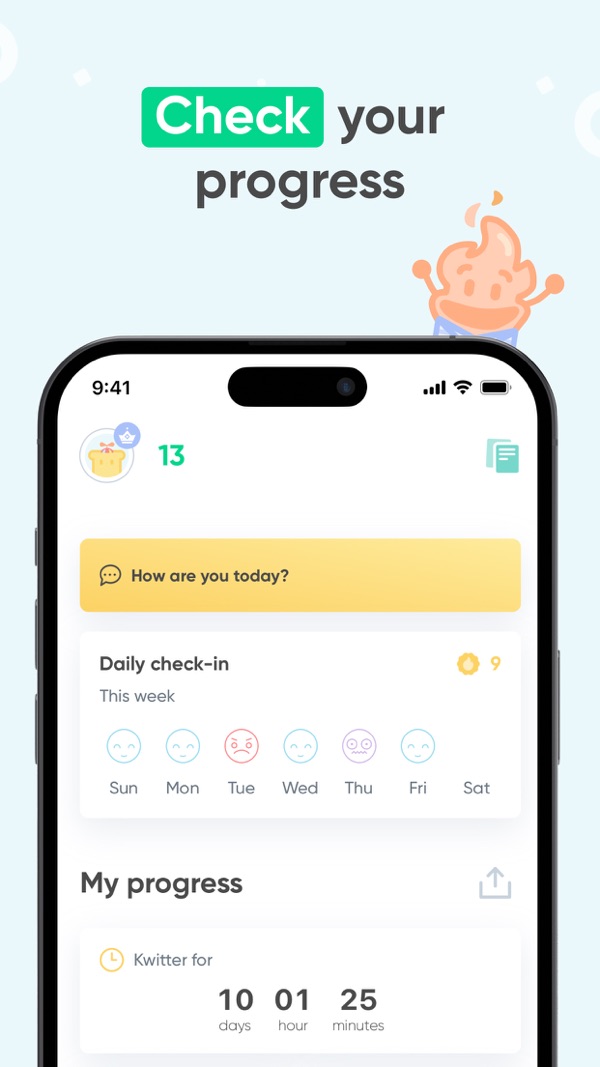 Check your
progress
9:41
13
How are you today?
Daily check-in
9
This week
Sun Mon Tue Wed Thu Fri Sat
My progress
Kwitter for
10 01 25
days hour minutes